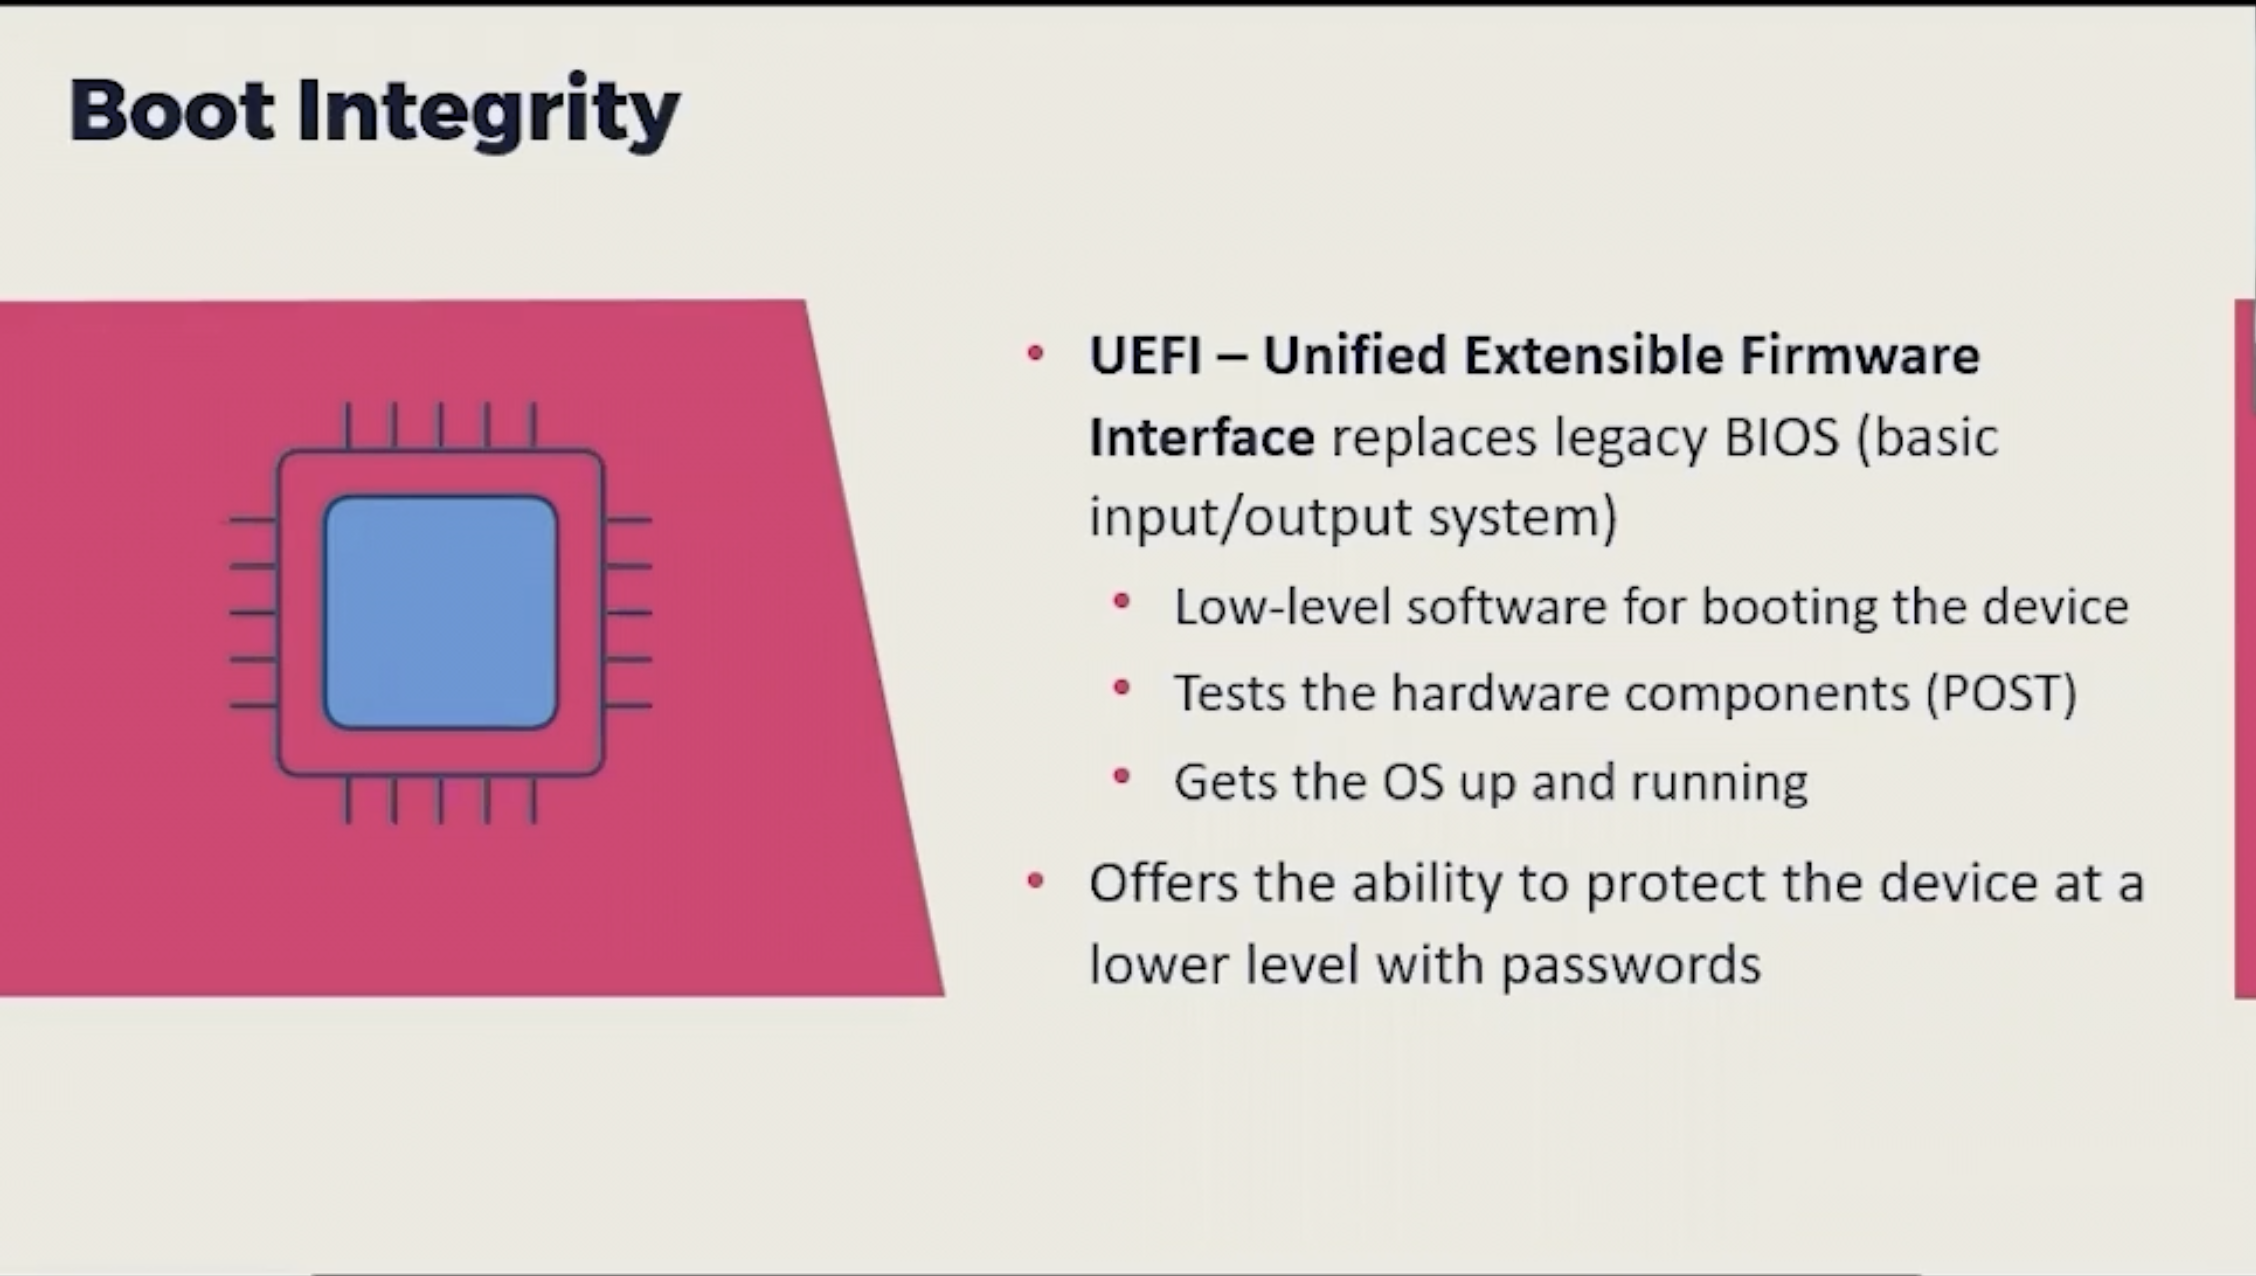 Boot Integrity
• UEFI – Unified Extensible Firmware
Interface replaces legacy BIOS (basic
input/output system)
• Low-level software for booting the device
• Tests the hardware components (POST)
• Gets the OS up and running
• Offers the ability to protect the device at a
lower level with passwords